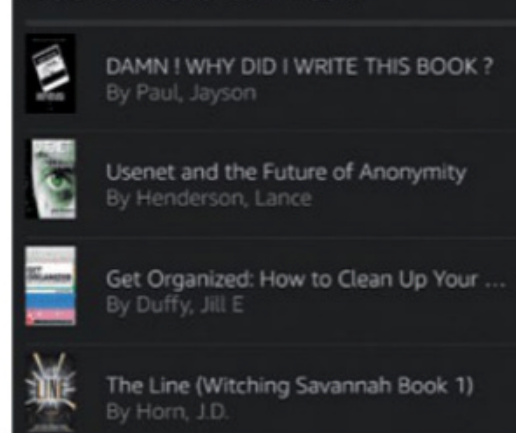 DAMN ! WHY DID I WRITE THIS BOOK ?
By Paul, Jayson
Usenet and the Future of Anonymity
By Henderson, Lance
Get Organized: How to Clean Up Your ...
By Duffy, Jill E
The Line (Witching Savannah Book 1)
By Horn, J.D.